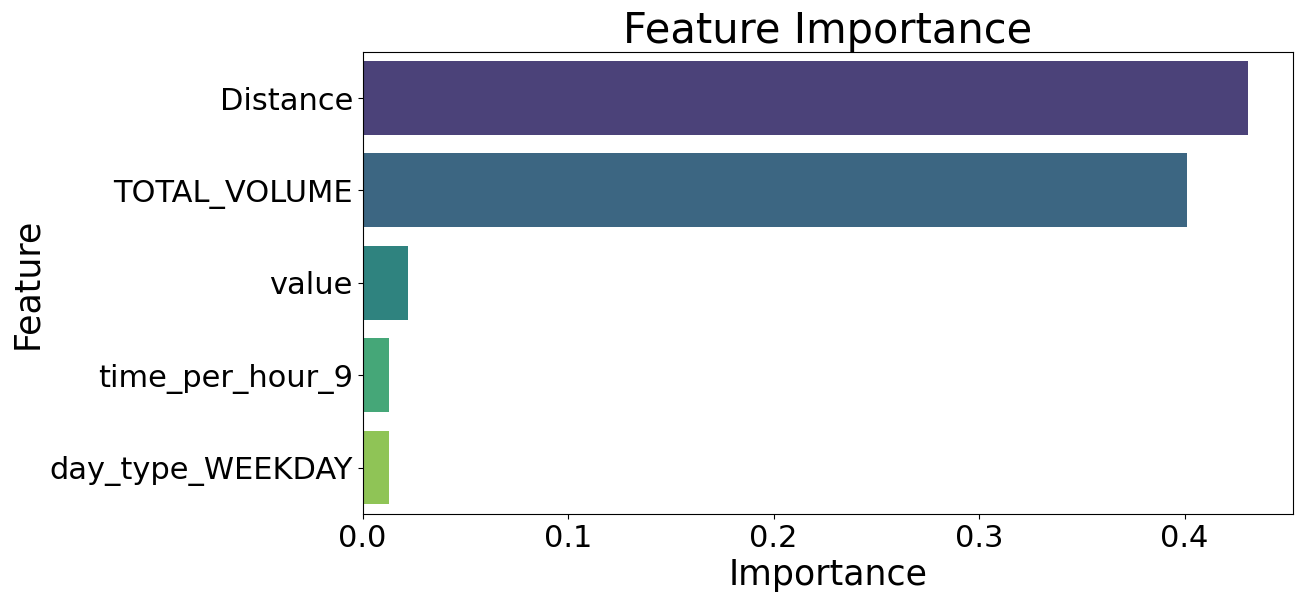 Feature Importance
Distance
TOTAL_VOLUME
value
time_per_hour_9
day_type_WEEKDAY
Feature
0.0 0.1 0.2 0.3 0.4
Importance